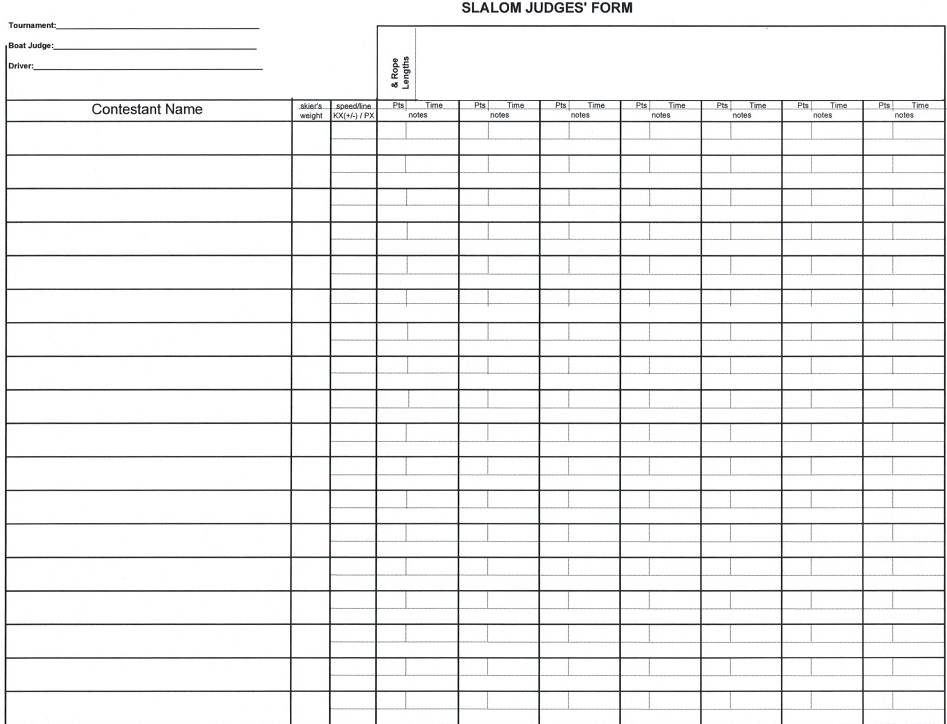 SLALOM JUDGES' FORM
Tournament:
Boat Judge:
Driver:
& Rope
Lengths
Contestant Name
skier's
weight
speed/line
KX(+/-) / PX
Pts Time
notes
Pts Time
notes
Pts Time
notes
Pts Time
notes
Pts Time
notes
Pts Time
notes
Pts Time
notes